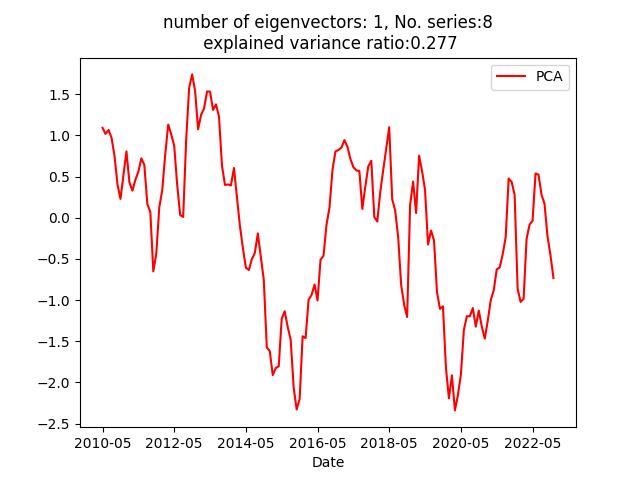 number of eigenvectors: 1, No. series:8
explained variance ratio:0.277
PCA
1.5
1.0
0.5
0.0
−0.5
−1.0
−1.5
−2.0
−2.5
2010-05 2012-05 2014-05 2016-05 2018-05 2020-05 2022-05
Date